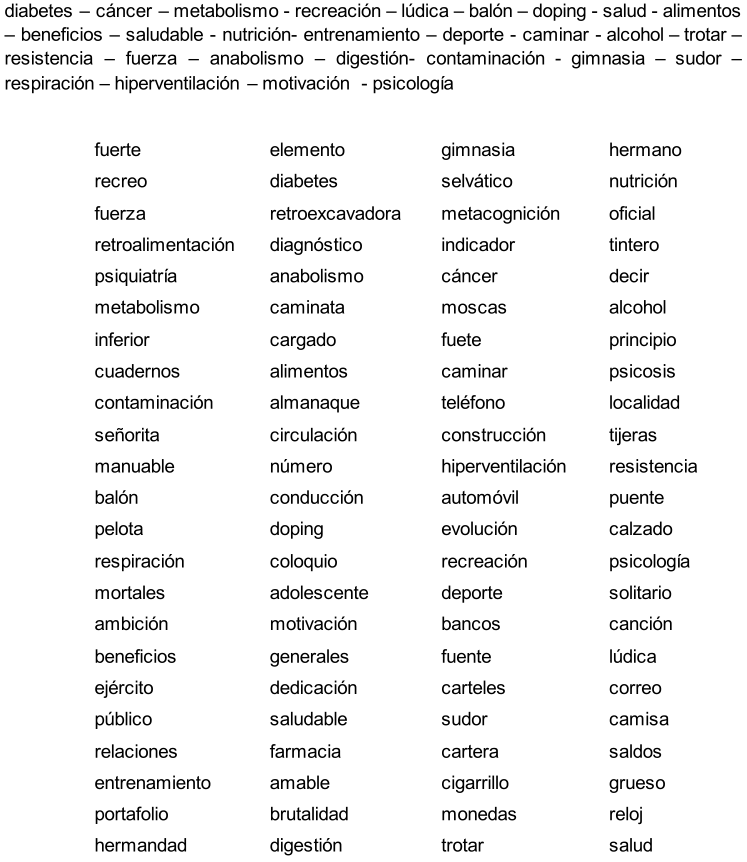 diabetes – cáncer – metabolismo - recreación – lúdica – balón – doping - salud - alimentos
– beneficios – saludable - nutrición- entrenamiento – deporte - caminar - alcohol – trotar –
resistencia – fuerza – anabolismo – digestión- contaminación - gimnasia – sudor –
respiración – hiperventilación – motivación - psicología
fuerte elemento gimnasia hermano
recreo diabetes selvático nutrición
fuerza retroexcavadora metacognición oficial
retroalimentación diagnóstico indicador tintero
psiquiatría anabolismo cáncer decir
metabolismo caminata moscas alcohol
inferior cargado fuete principio
cuadernos alimentos caminar psicosis
contaminación almanaque teléfono localidad
señorita circulación construcción tijeras
manuable número hiperventilación resistencia
balón conducción automóvil puente
pelota doping evolución calzado
respiración coloquio recreación psicología
mortales adolescente deporte solitario
ambición motivación bancos canción
beneficios generales fuente lúdica
ejército dedicación carteles correo
público saludable sudor camisa
relaciones farmacia cartera saldos
entrenamiento amable cigarrillo grueso
portafolio brutalidad monedas reloj
hermandad digestión trotar salud